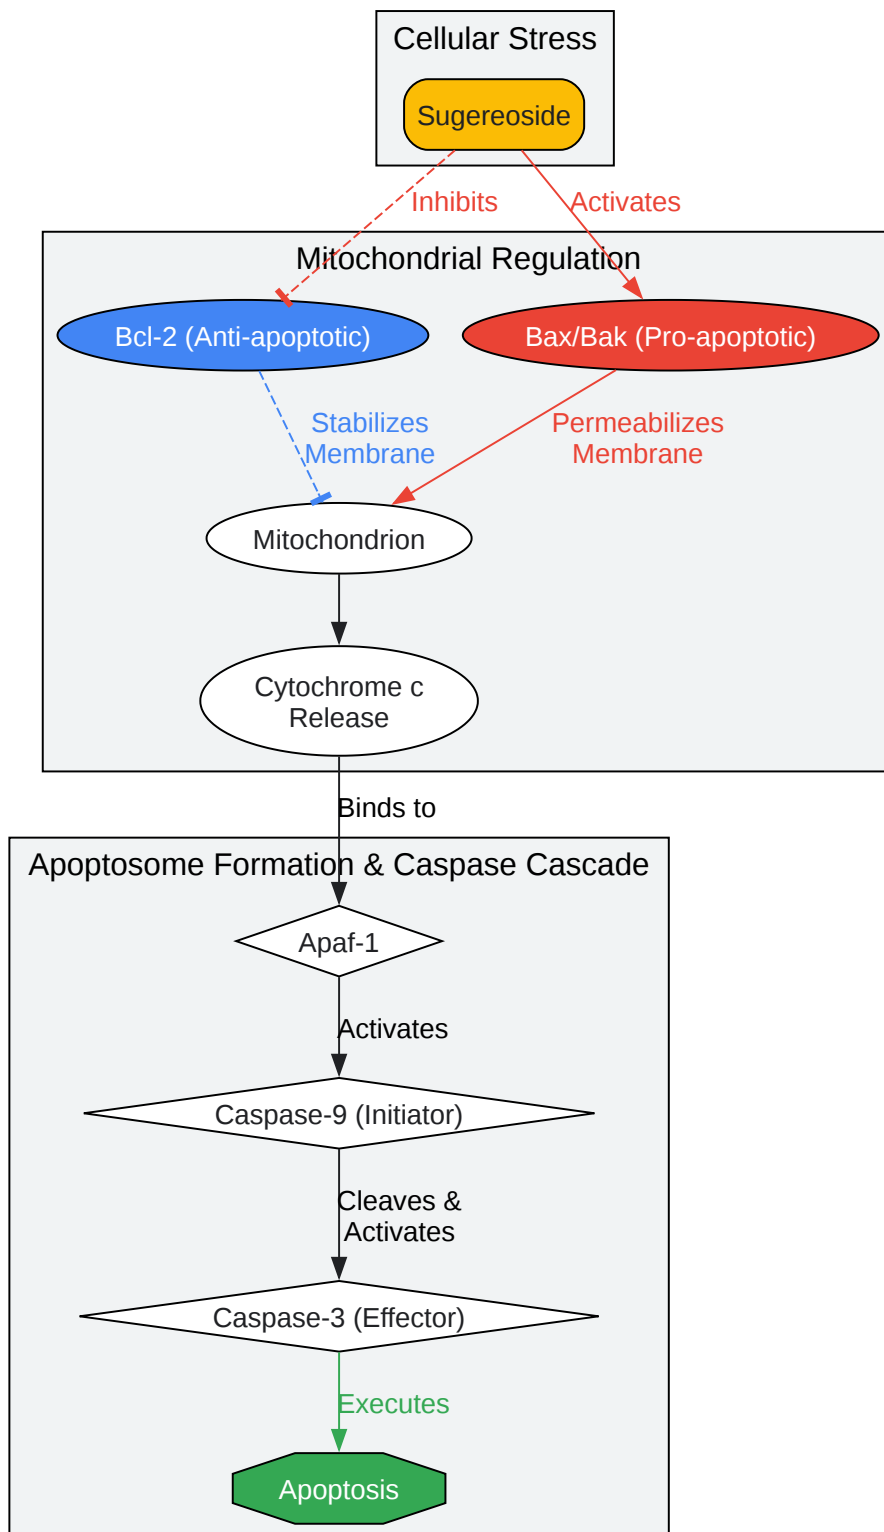 Cellular Stress
Sugereoside
Inhibits
Activates
Mitochondrial Regulation
Bcl-2 (Anti-apoptotic)
Bax/Bak (Pro-apoptotic)
Stabilizes
Membrane
Permeabilizes
Membrane
Mitochondrion
Cytochrome c
Release
Binds to
Apoptosome Formation & Caspase Cascade
Apaf-1
Activates
Caspase-9 (Initiator)
Cleaves &
Activates
Caspase-3 (Effector)
Executes
Apoptosis